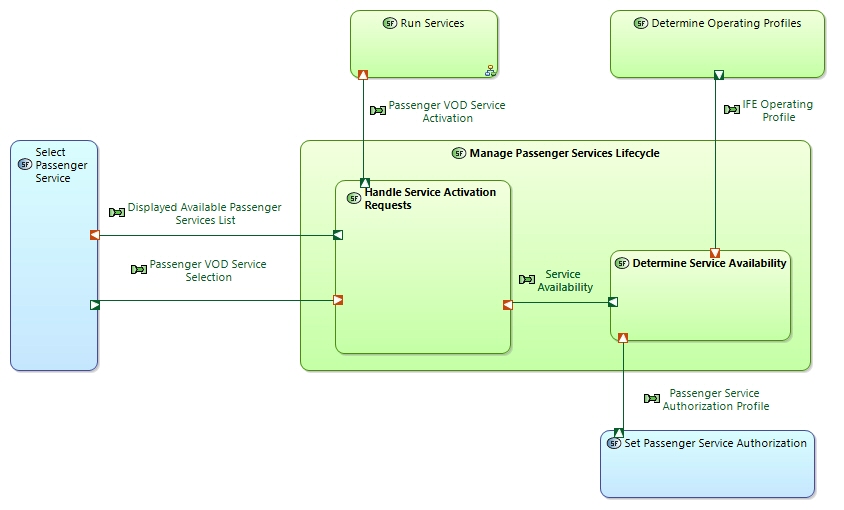 SF Run Services
SF Determine Operating Profiles
Passenger VOD Service
Activation
IFE Operating
Profile
SF Select
Passenger
Service
SF Manage Passenger Services Lifecycle
SF Handle Service Activation
Requests
Displayed Available Passenger
Services List
Passenger VOD Service
Selection
Service
Availability
SF Determine Service Availability
Passenger Service
Authorization Profile
SF Set Passenger Service Authorization